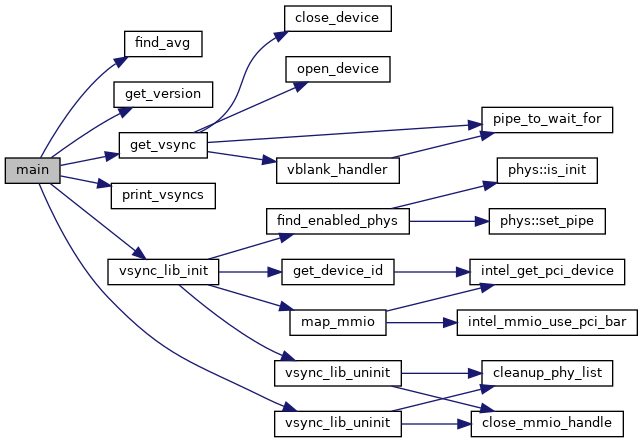 main
find_avg
get_version
get_vsync
print_vsyncs
vsync_lib_init
vsync_lib_uninit
close_device
open_device
pipe_to_wait_for
vblank_handler
find_enabled_phys
phys::is_init
phys::set_pipe
get_device_id
intel_get_pci_device
map_mmio
intel_mmio_use_pci_bar
vsync_lib_uninit
cleanup_phy_list
close_mmio_handle